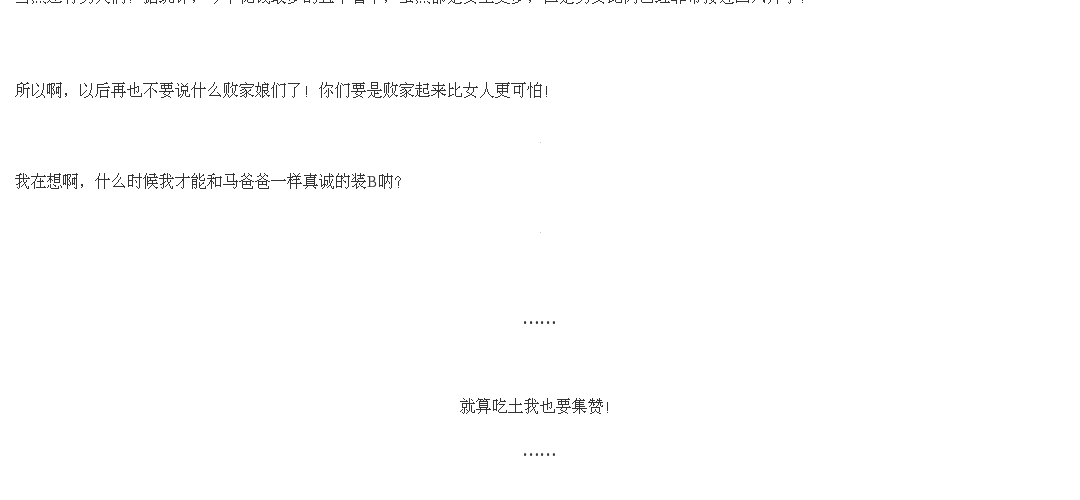 所以啊，以后再也不要说什么败家娘们了！你们要是败家起来比女人更可怕！
我在想啊，什么时候我才能和马爸爸一样真诚的装B呐？
……
就算吃土我也要集赞！
……